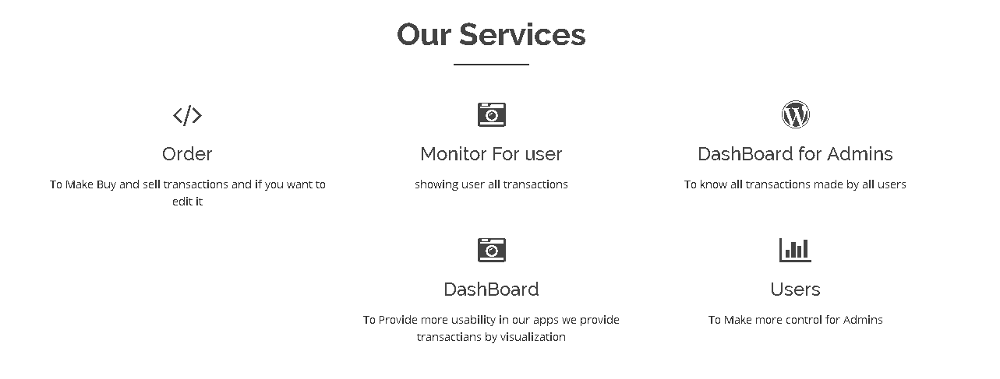 Our Services
Order
To Make Buy and sell transactions and if you want to
edit it
Monitor For user
showing user all transactions
DashBoard for Admins
To know all transactions made by all users
DashBoard
To Provide more usability in our apps we provide
transactians by visualization
Users
To Make more control for Admins